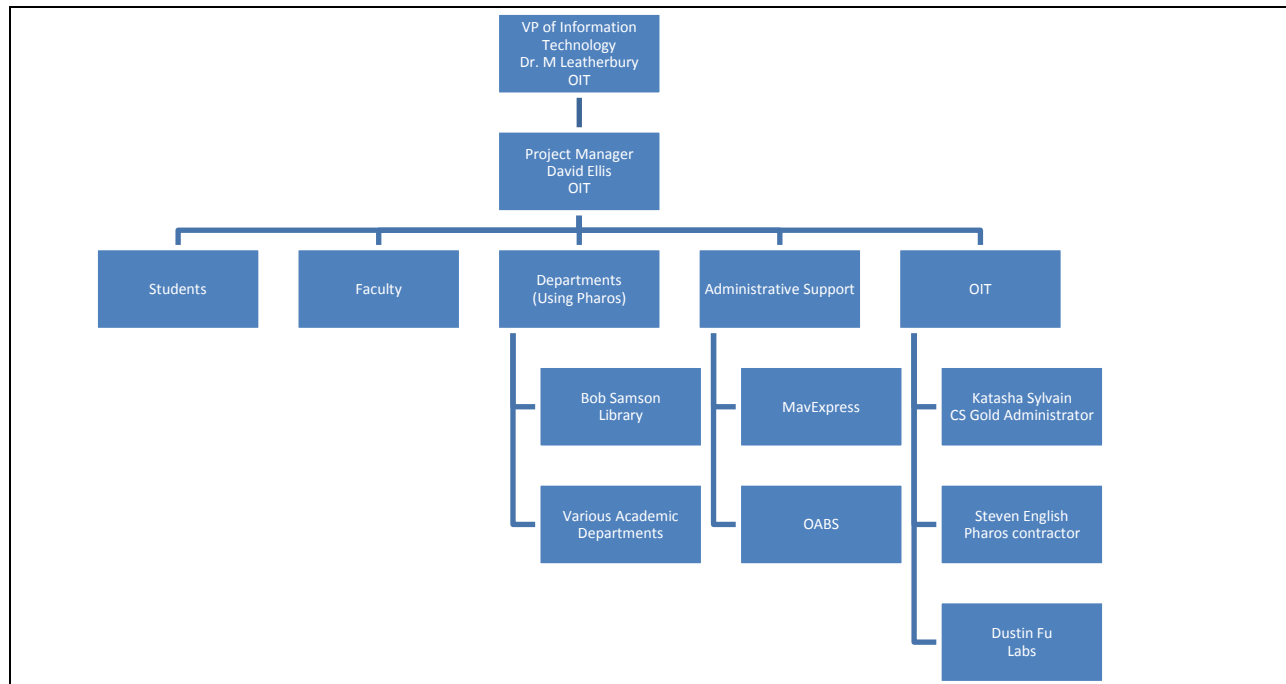 VP of Information
Technology
Dr. M Leatherbury
OIT
Project Manager
David Ellis
OIT
Students
Faculty
Departments
(Using Pharos)
Administrative Support
OIT
Bob Samson
Library
MavExpress
Katasha Sylvain
CS Gold Administrator
Various Academic
Departments
OABS
Steven English
Pharos contractor
Dustin Fu
Labs